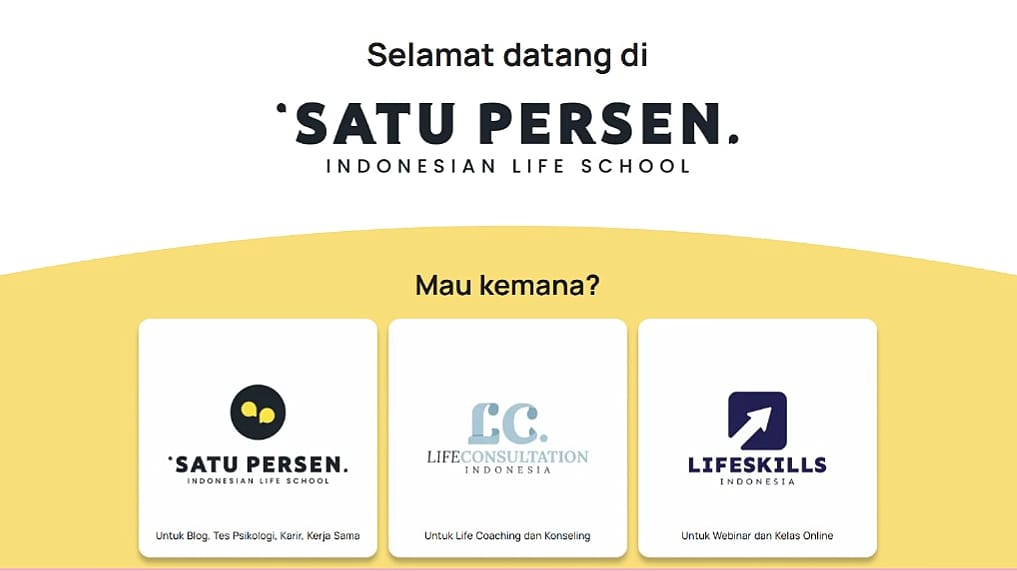 Selamat datang di
SATU PERSEN.
INDONESIAN LIFE SCHOOL
Mau kemana?
SATU PERSEN.
INDONESIAN LIFE SCHOOL
Untuk Blog, Tes Psikologi, Karir, Kerja Sama
LC.
LIFECONSULTATION
INDONESIA
Untuk Life Coaching dan Konseling
LIFESKILLS
INDONESIA
Untuk Webinar dan Kelas Online